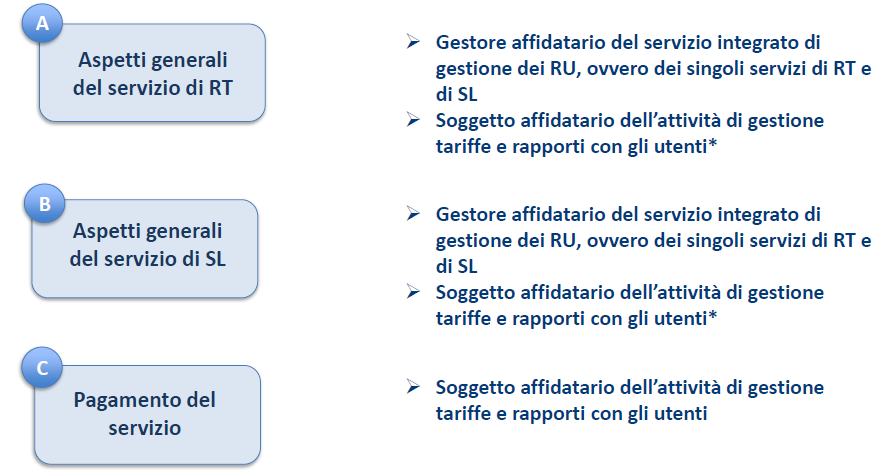 A
Aspetti generali
del servizio di RT
➢ Gestore affidatario del servizio integrato di
gestione dei RU, ovvero dei singoli servizi di RT e
di SL
➢ Soggetto affidatario dell’attività di gestione
tariffe e rapporti con gli utenti*
B
Aspetti generali
del servizio di SL
➢ Gestore affidatario del servizio integrato di
gestione dei RU, ovvero dei singoli servizi di RT e
di SL
➢ Soggetto affidatario dell’attività di gestione
tariffe e rapporti con gli utenti*
C
Pagamento del
servizio
➢ Soggetto affidatario dell’attività di gestione
tariffe e rapporti con gli utenti